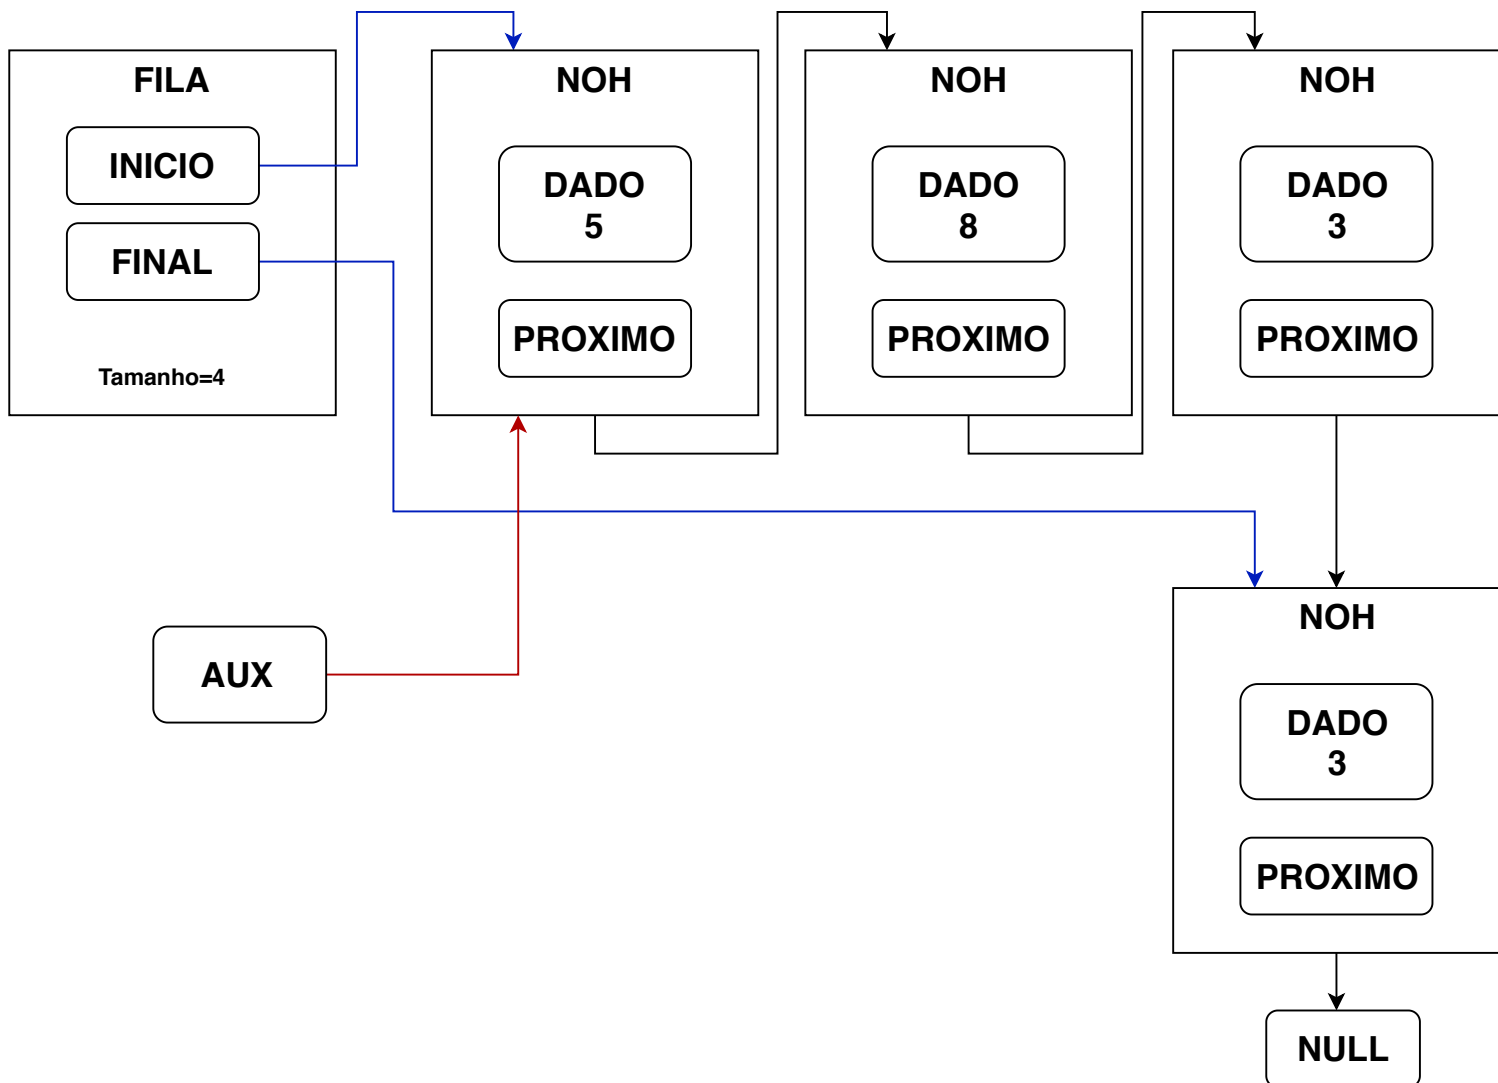 FILA
INICIO
FINAL
Tamanho=4
NOH
DADO
5
PROXIMO
NOH
DADO
8
PROXIMO
NOH
DADO
3
PROXIMO
AUX
NOH
DADO
3
PROXIMO
NULL